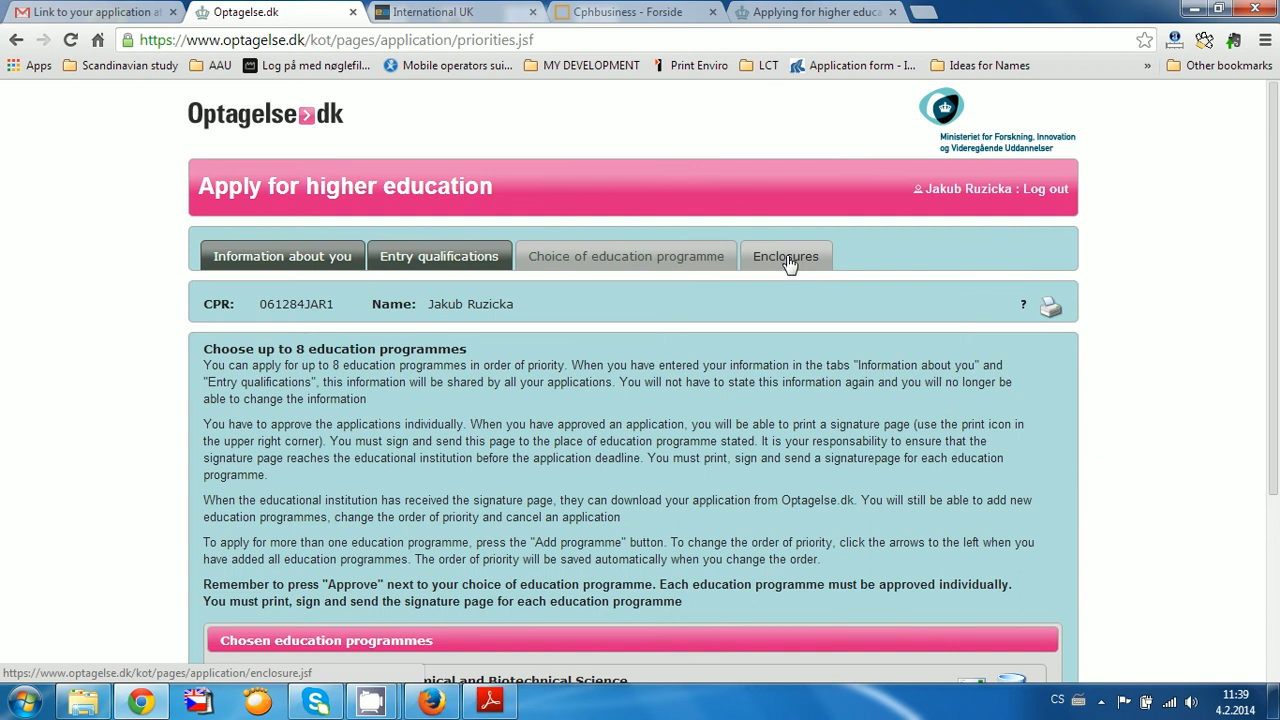 Link to your application at
Optagelse.dk
International UK
Cphbusiness - Forside
Applying for higher educa
https://www.optagelse.dk/kot/pages/application/priorities.jsf
Apps
Scandinavian study
AAU
Log på med nøglefil...
Mobile operators sui...
MY DEVELOPMENT
Print Enviro
LCT
Application form - I...
Ideas for Names
»
Other bookmarks
Optagelse dk
Ministeriet for Forskning, Innovation
og Videregående Uddannelser
Apply for higher education
Jakub Ruzicka : Log out
Information about you
Entry qualifications
Choice of education programme
Enclosures
CPR: 061284JAR1 Name: Jakub Ruzicka ?
Choose up to 8 education programmes
You can apply for up to 8 education programmes in order of priority. When you have entered your information in the tabs "Information about you" and
"Entry qualifications", this information will be shared by all your applications. You will not have to state this information again and you will no longer be
able to change the information
You have to approve the applications individually. When you have approved an application, you will be able to print a signature page (use the print icon in
the upper right corner). You must sign and send this page to the place of education programme stated. It is your responsability to ensure that the
signature page reaches the educational institution before the application deadline. You must print, sign and send a signaturepage for each education
programme.
When the educational institution has received the signature page, they can download your application from Optagelse.dk. You will still be able to add new
education programmes, change the order of priority and cancel an application
To apply for more than one education programme, press the "Add programme" button. To change the order of priority, click the arrows to the left when you
have added all education programmes. The order of priority will be saved automatically when you change the order.
Remember to press "Approve" next to your choice of education programme. Each education programme must be approved individually.
You must print, sign and send the signature page for each education programme
Chosen education programmes
https://www.optagelse.dk/kot/pages/application/enclosure.jsf
mical and Biotechnical Science
CS
11:39
4.2.2014